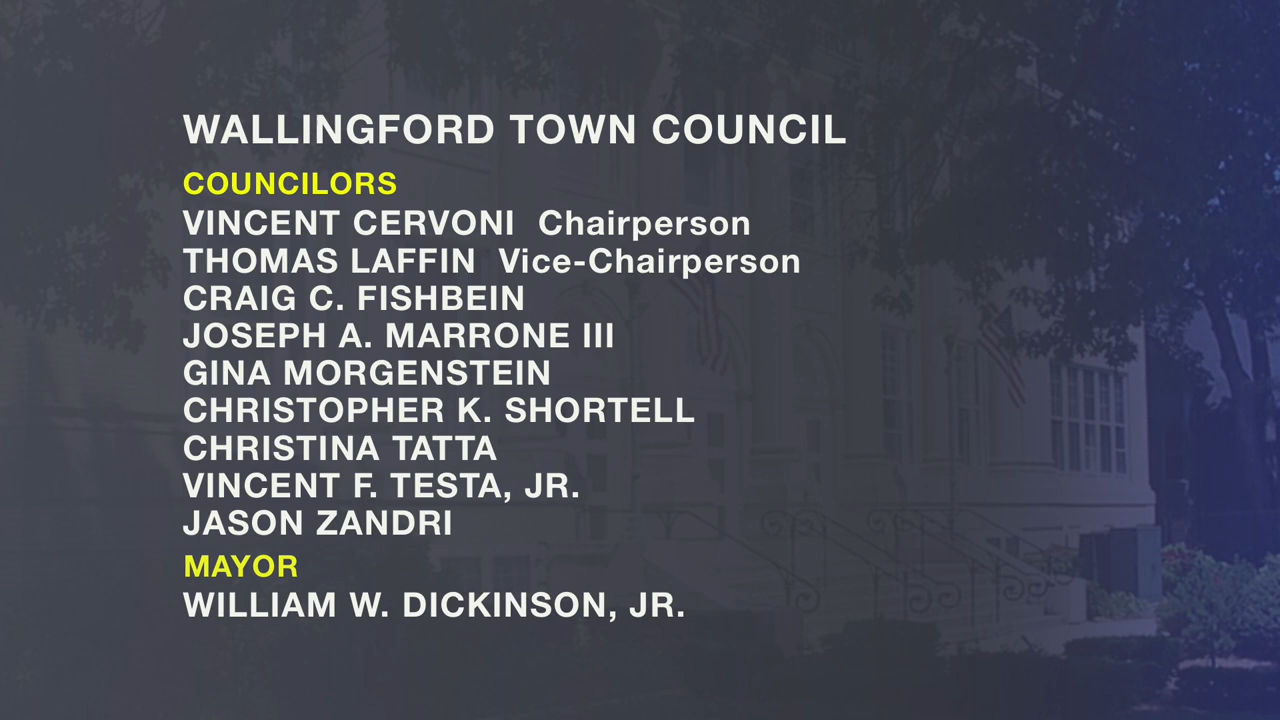 WALLINGFORD TOWN COUNCIL
COUNCILORS
VINCENT CERVONI Chairperson
THOMAS LAFFIN Vice-Chairperson
CRAIG C. FISHBEIN
JOSEPH A. MARRONE III
GINA MORGENSTEIN
CHRISTOPHER K. SHORTELL
CHRISTINA TATTA
VINCENT F. TESTA, JR.
JASON ZANDRI
MAYOR
WILLIAM W. DICKINSON, JR.